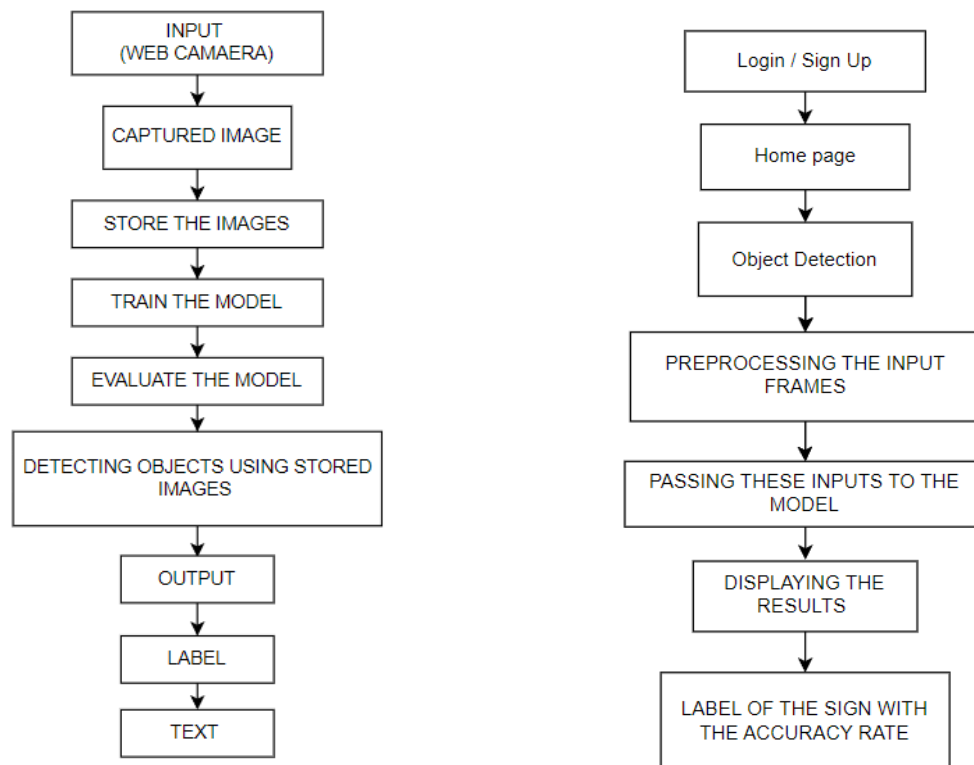 INPUT
(WEB CAMAERA)
CAPTURED IMAGE
STORE THE IMAGES
TRAIN THE MODEL
EVALUATE THE MODEL
DETECTING OBJECTS USING STORED
IMAGES
OUTPUT
LABEL
TEXT
Login / Sign Up
Home page
Object Detection
PREPROCESSING THE INPUT
FRAMES
PASSING THESE INPUTS TO THE
MODEL
DISPLAYING THE
RESULTS
LABEL OF THE SIGN WITH
THE ACCURACY RATE